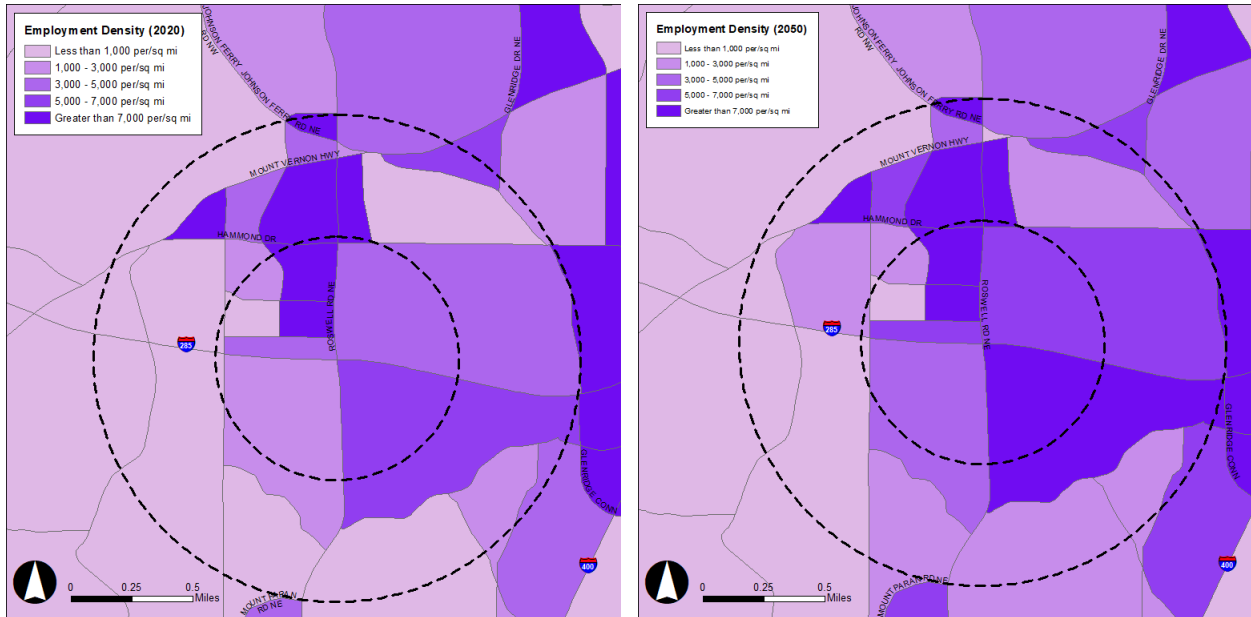 Employment Density (2020)
Less than 1,000 per/sq mi
1,000 - 3,000 per/sq mi
3,000 - 5,000 per/sq mi
5,000 - 7,000 per/sq mi
Greater than 7,000 per/sq mi
JOHNSON FERRY
RD NW
JOHNSON FERRY RD NE
GLENRIDGE DR NE
MOUNT VERNON HWY
HAMMOND DR
ROSWELL RD NE
285
GLENRIDGE CONN
400
MOUNT PARAN
RD NE
0 0.25 0.5
Miles
Employment Density (2050)
Less than 1,000 per/sq mi
1,000 - 3,000 per/sq mi
3,000 - 5,000 per/sq mi
5,000 - 7,000 per/sq mi
Greater than 7,000 per/sq mi
JOHNSON FERRY
JOHNSON FERRY RD NE
GLENRIDGE DR NE
MOUNT VERNON HWY
HAMMOND DR
ROSWELL RD NE
285
GLENRIDGE CONN
400
MOUNT PARAN RD NE
0 0.25 0.5
Miles